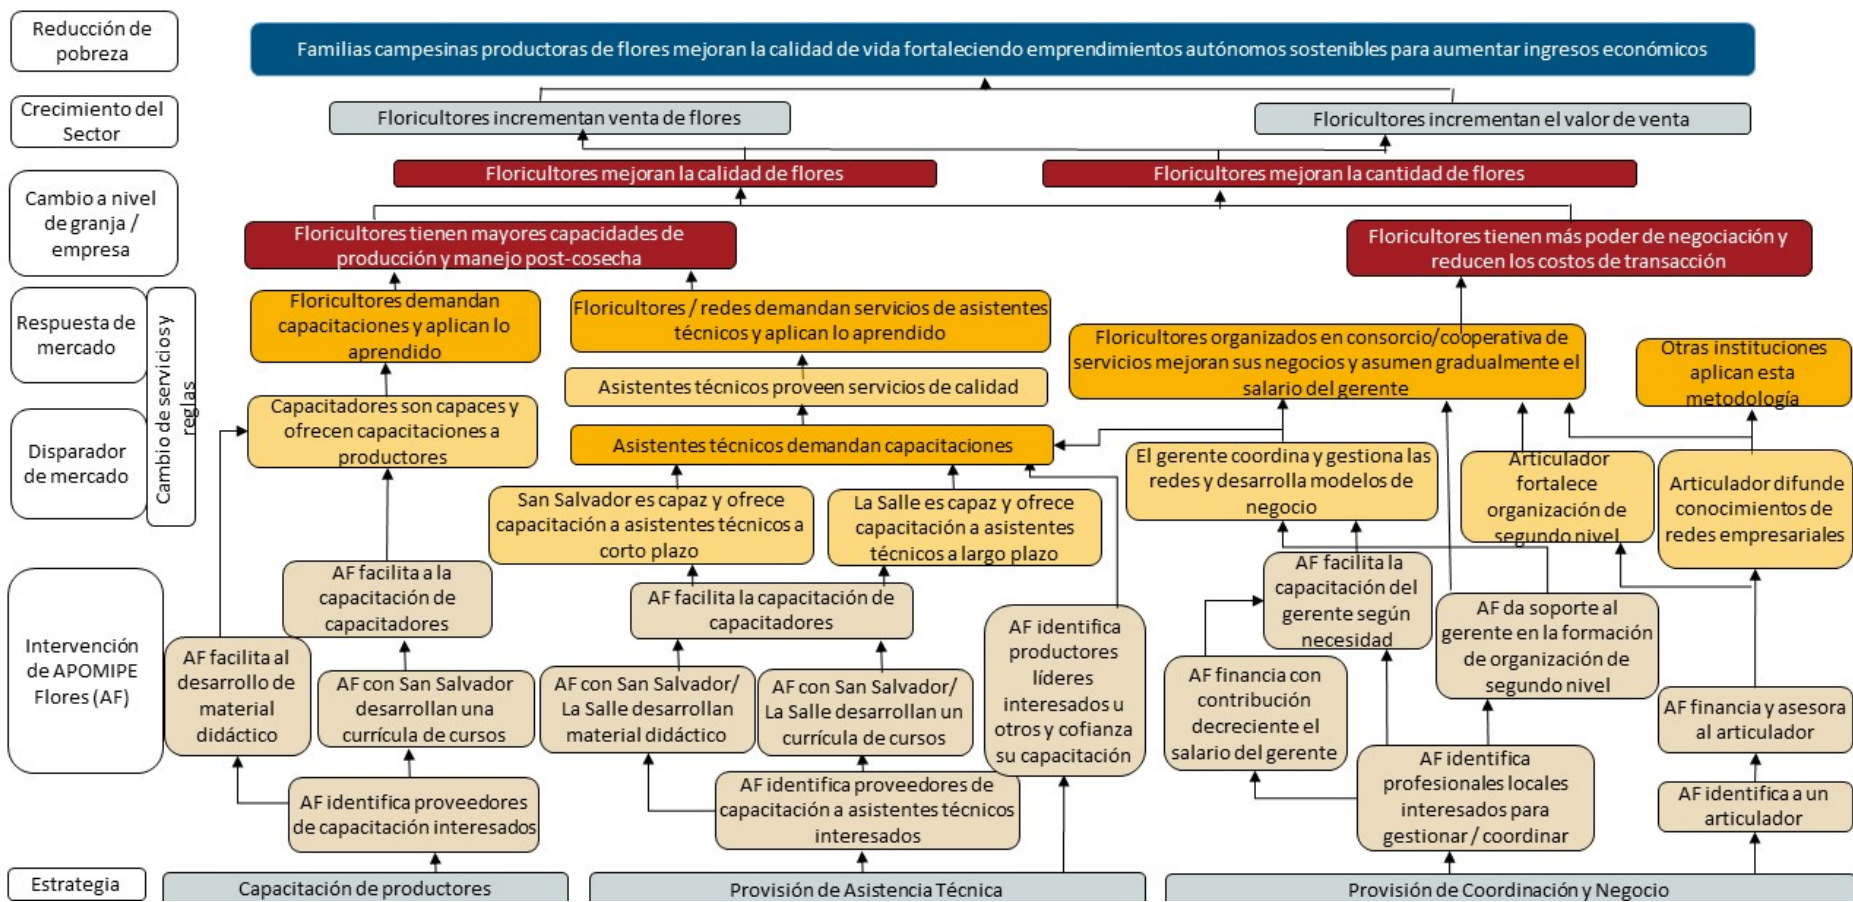 Reducción de
pobreza
Familias campesinas productoras de flores mejoran la calidad de vida fortaleciendo emprendimientos autónomos sostenibles para aumentar ingresos económicos
Crecimiento del
Sector
Floricultores incrementan venta de flores
Floricultores incrementan el valor de venta
Cambio a nivel
de granja /
empresa
Floricultores mejoran la calidad de flores
Floricultores mejoran la cantidad de flores
Floricultores tienen mayores capacidades de
producción y manejo post-cosecha
Floricultores tienen más poder de negociación y
reducen los costos de transacción
Respuesta de
mercado
Cambio de servicios y
reglas
Floricultores demandan
capacitaciones y aplican lo
aprendido
Floricultores / redes demandan servicios de asistentes
técnicos y aplican lo aprendido
Floricultores organizados en consorcio/cooperativa de
servicios mejoran sus negocios y asumen gradualmente el
salario del gerente
Otras instituciones
aplican esta
metodología
Asistentes técnicos proveen servicios de calidad
Disparador
de mercado
Capacitadores son capaces y
ofrecen capacitaciones a
productores
Asistentes técnicos demandan capacitaciones
El gerente coordina y gestiona las
redes y desarrolla modelos de
negocio
Articulador
fortalece
organización de
segundo nivel
Articulador difunde
conocimientos de
redes empresariales
San Salvador es capaz y ofrece
capacitación a asistentes técnicos a
corto plazo
La Salle es capaz y ofrece
capacitación a asistentes
técnicos a largo plazo
Intervención
de APOMIPE
Flores (AF)
AF facilita a la
capacitación de
capacitadores
AF facilita la capacitación de
capacitadores
AF identifica
productores
líderes
interesados u
otros y cofianza
su capacitación
AF facilita la
capacitación del
gerente según
necesidad
AF da soporte al
gerente en la formación
de organización de
segundo nivel
AF facilita al
desarrollo de
material
didáctico
AF con San Salvador
desarrollan una
currícula de cursos
AF con San Salvador/
La Salle desarrollan
material didáctico
AF con San Salvador/
La Salle desarrollan un
currícula de cursos
AF financia con
contribución
decreciente el
salario del gerente
AF financia y asesora
al articulador
AF identifica proveedores
de capacitación interesados
AF identifica proveedores de
capacitación a asistentes técnicos
interesados
AF identifica
profesionales locales
interesados para
gestionar / coordinar
AF identifica a un
articulador
Estrategia
Capacitación de productores
Provisión de Asistencia Técnica
Provisión de Coordinación y Negocio